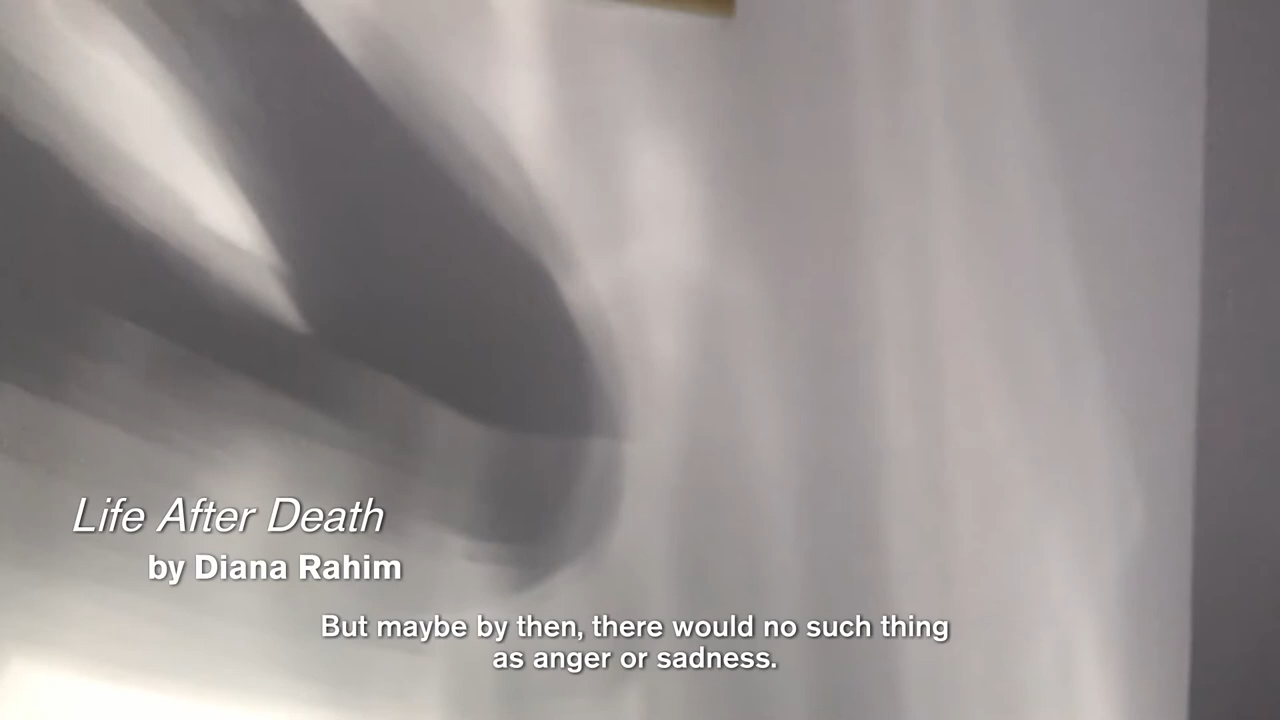 Life After Death
by Diana Rahim
But maybe by then, there would no such thing
as anger or sadness.